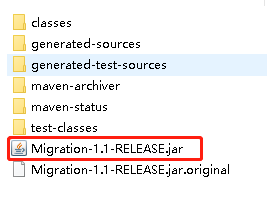 classes
generated-sources
generated-test-sources
maven-archiver
maven-status
test-classes
Migration-1.1-RELEASE.jar
Migration-1.1-RELEASE.jar.original